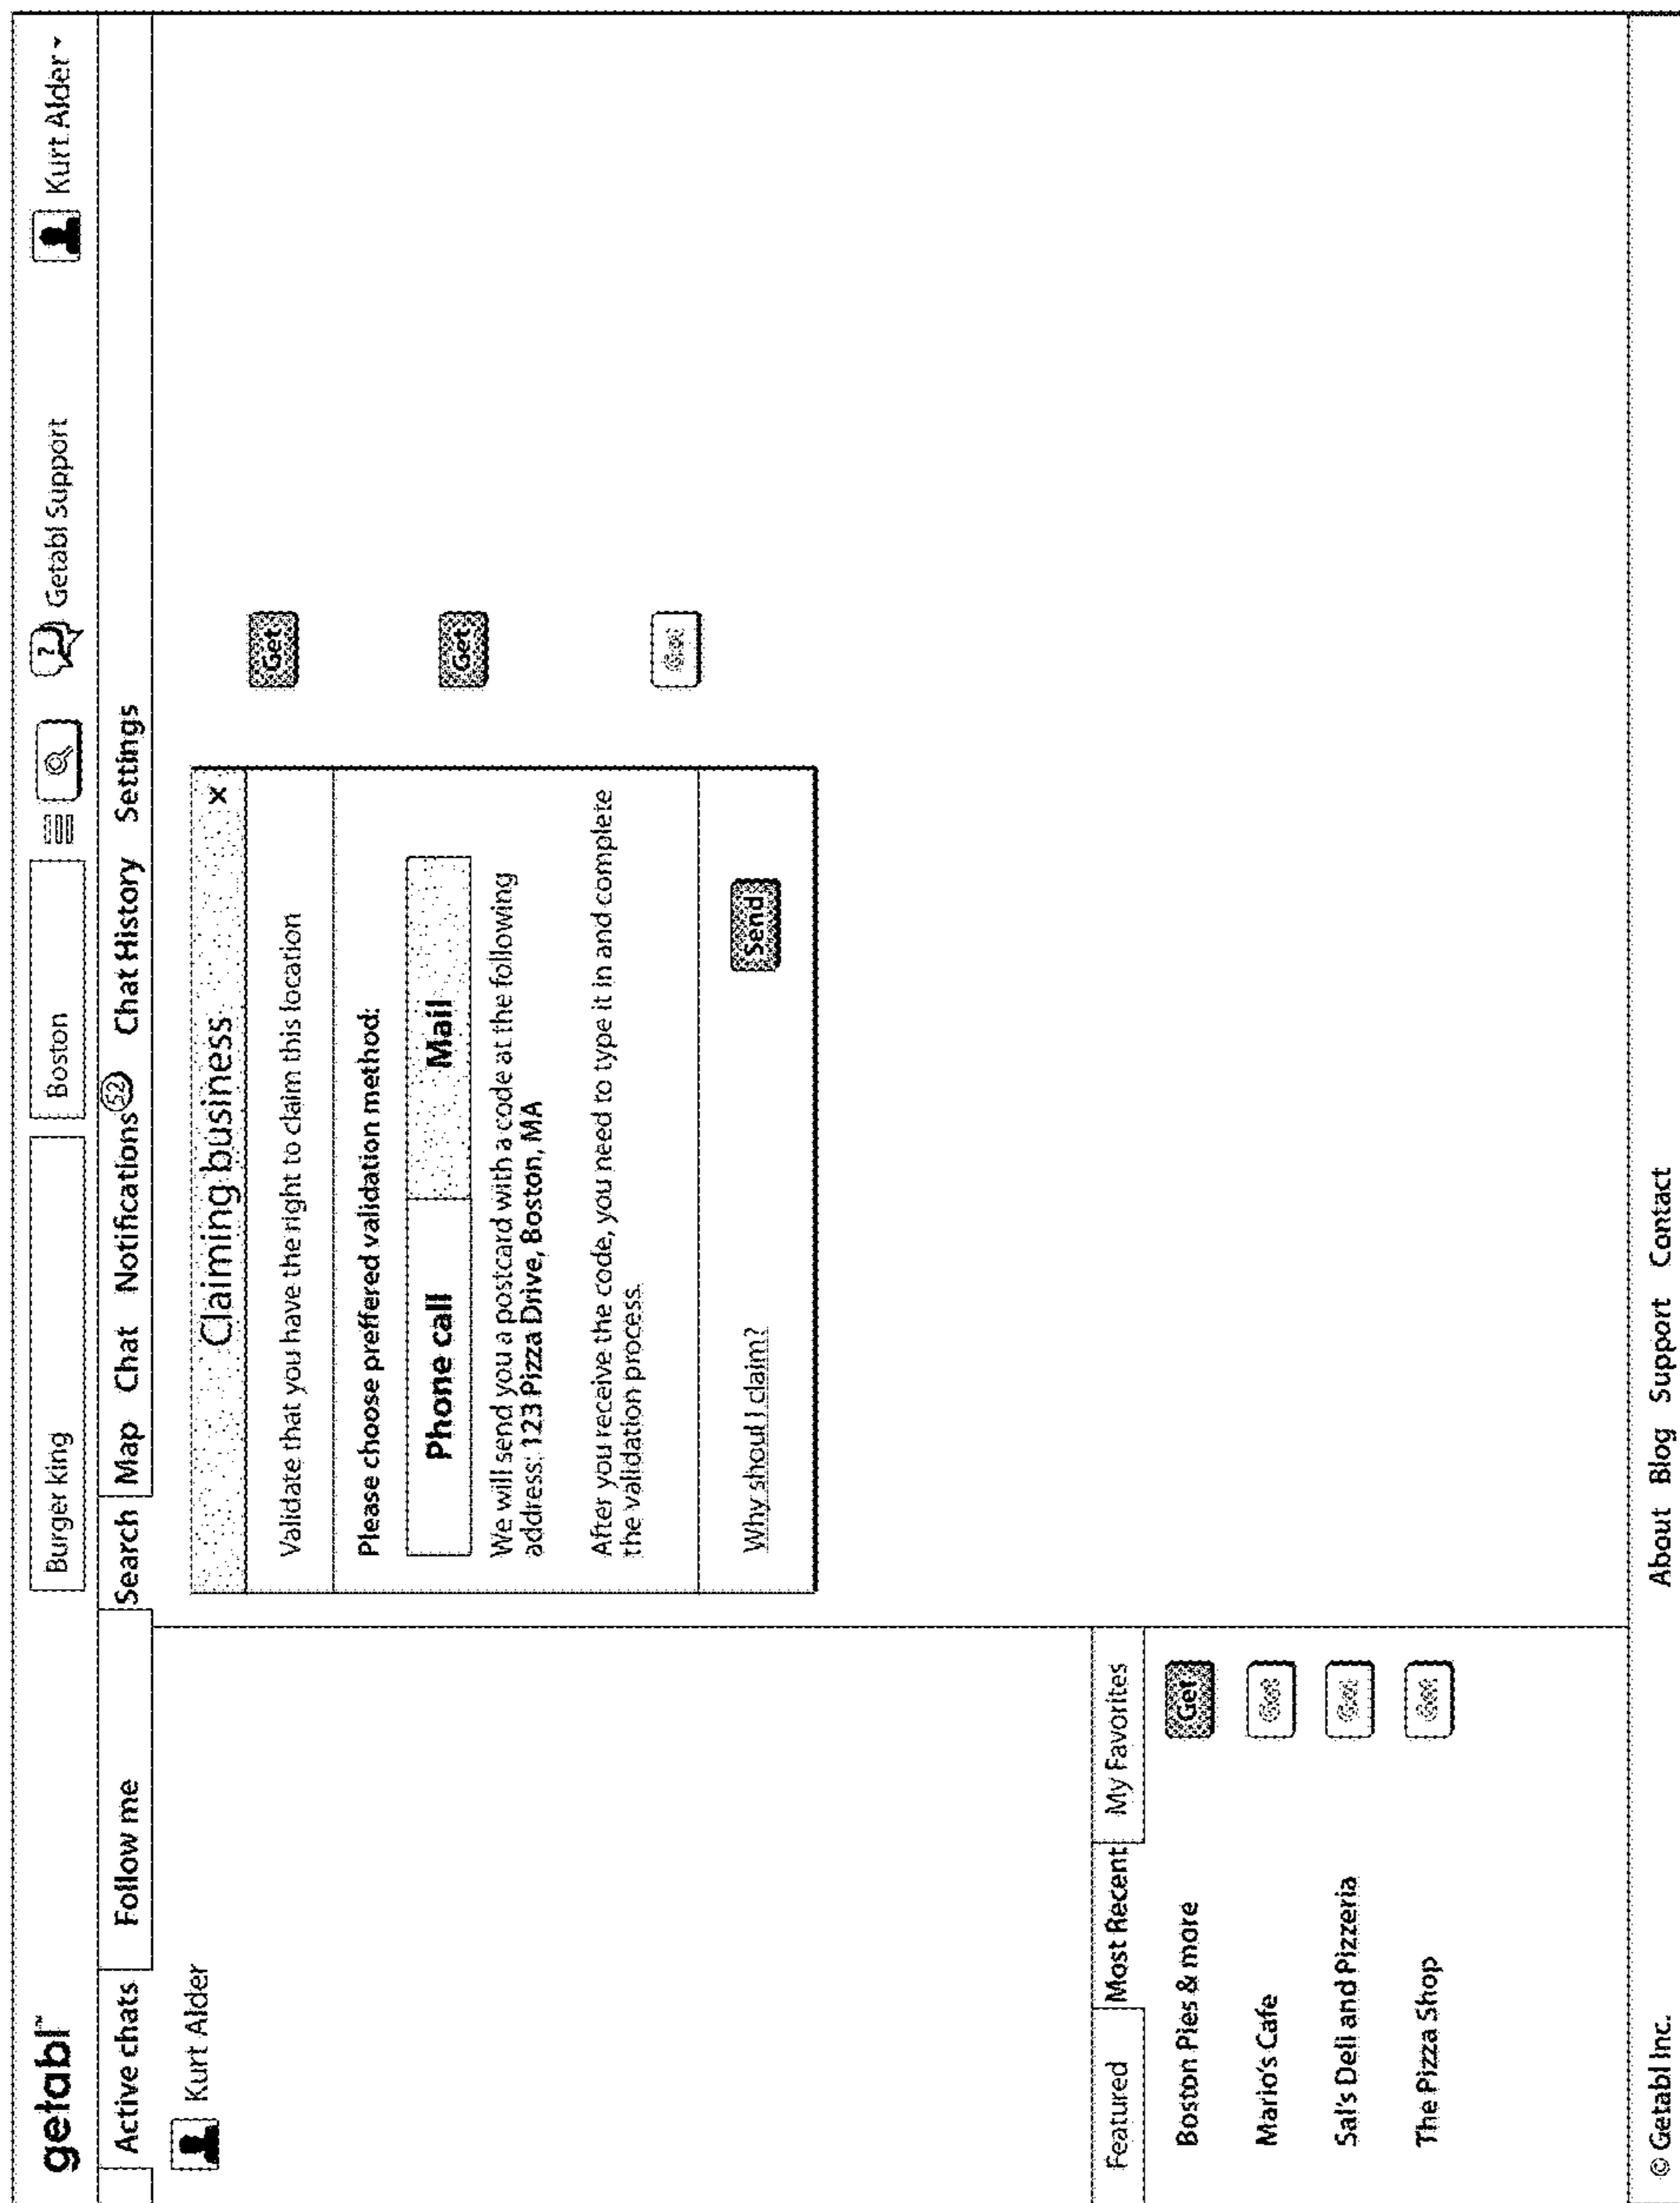 getabl™
Burger king
Boston
Getabl Support
Kurt Alder
Active chats
Follow me
Search
Map
Chat
Notifications 52
Chat History
Settings
Kurt Alder
Claiming business
×
Validate that you have the right to claim this location
Please choose preffered validation method:
Phone call
Mail
We will send you a postcard with a code at the following
address: 123 Pizza Drive, Boston, MA
After you receive the code, you need to type it in and complete
the validation process.
Why shoul I claim?
Send
Get
Get
Get
Featured
Most Recent
My Favorites
Boston Pies & more
Get
Mario's Cafe
Get
Sal's Deli and Pizzeria
Get
The Pizza Shop
Get
© Getabl Inc.
About Blog Support Contact